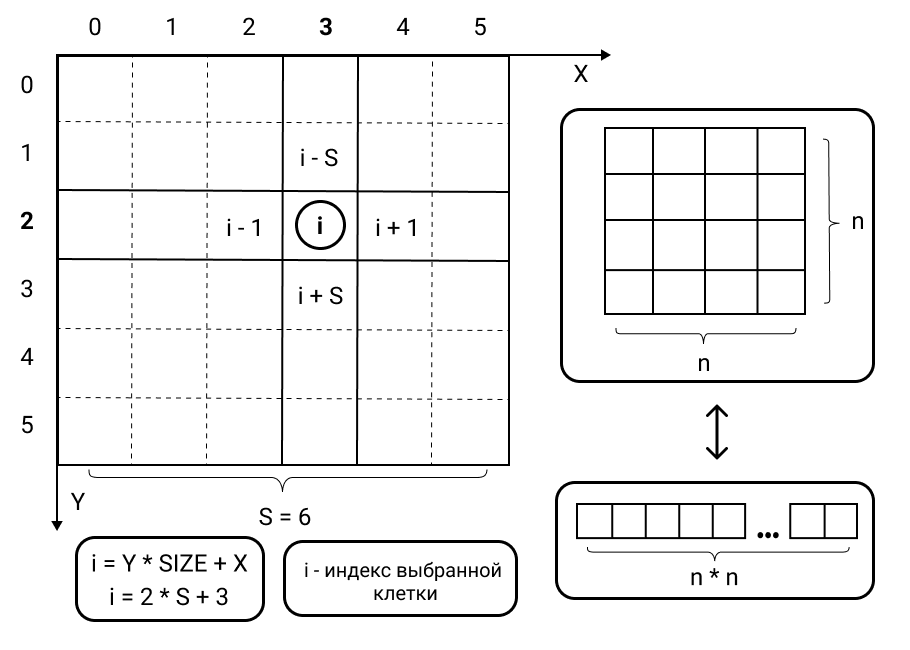 0 1 2 3 4 5
X
0
1
i - S
2
i - 1 i i + 1
3
i + S
4
5
Y
S = 6
i = Y * SIZE + X
i = 2 * S + 3
i - индекс выбранной
клетки
n
n
...
n * n